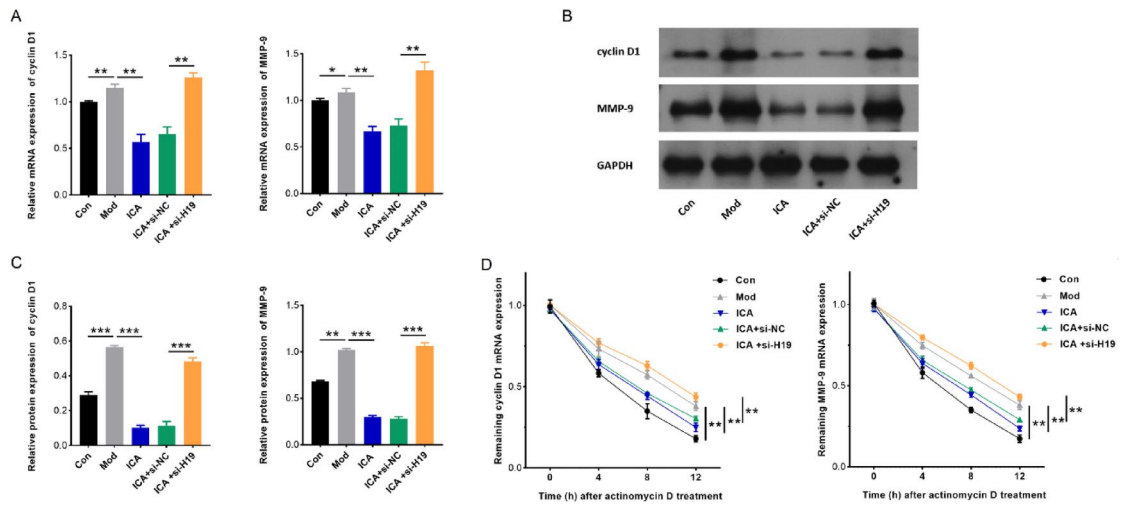 A
Relative mRNA expression of cyclin D1
1.5
1.0
0.5
0.0
** ** **
Con Mod ICA ICA+si-NC ICA +si-H19
Relative mRNA expression of MMP-9
1.5
1.0
0.5
0.0
* ** **
Con Mod ICA ICA+si-NC ICA +si-H19
B
cyclin D1
MMP-9
GAPDH
Con Mod ICA ICA+si-NC ICA+si-H19
C
Relative protein expression of cyclin D1
0.8
0.6
0.4
0.2
0.0
*** *** ***
Con Mod ICA ICA+si-NC ICA +si-H19
Relative protein expression of MMP-9
1.5
1.0
0.5
0.0
** *** ***
Con Mod ICA ICA+si-NC ICA +si-H19
D
Remaining cyclin D1 mRNA expression
1.0
0.5
0.0
0 4 8 12
Time (h) after actinomycin D treatment
Con
Mod
ICA
ICA+si-NC
ICA +si-H19
** ** **
Remaining MMP-9 mRNA expression
1.0
0.5
0.0
0 4 8 12
Time (h) after actinomycin D treatment
Con
Mod
ICA
ICA+si-NC
ICA +si-H19
** ** **